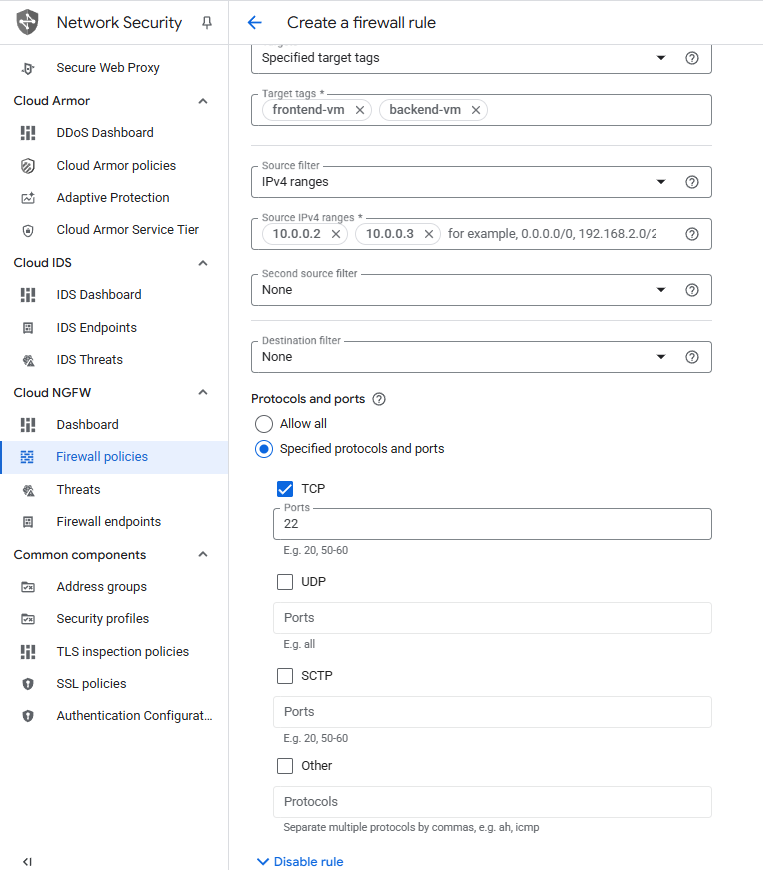 Network Security
Secure Web Proxy
Cloud Armor
DDoS Dashboard
Cloud Armor policies
Adaptive Protection
Cloud Armor Service Tier
Cloud IDS
IDS Dashboard
IDS Endpoints
IDS Threats
Cloud NGFW
Dashboard
Firewall policies
Threats
Firewall endpoints
Common components
Address groups
Security profiles
TLS inspection policies
SSL policies
Authentication Configurat...
Create a firewall rule
Specified target tags
Target tags *
frontend-vm backend-vm
Source filter
IPv4 ranges
Source IPv4 ranges *
10.0.0.2 10.0.0.3 for example, 0.0.0.0/0, 192.168.2.0/2
Second source filter
None
Destination filter
None
Protocols and ports
Allow all
Specified protocols and ports
TCP
Ports
22
E.g. 20, 50-60
UDP
Ports
E.g. all
SCTP
Ports
E.g. 20, 50-60
Other
Protocols
Separate multiple protocols by commas, e.g. ah, icmp
Disable rule